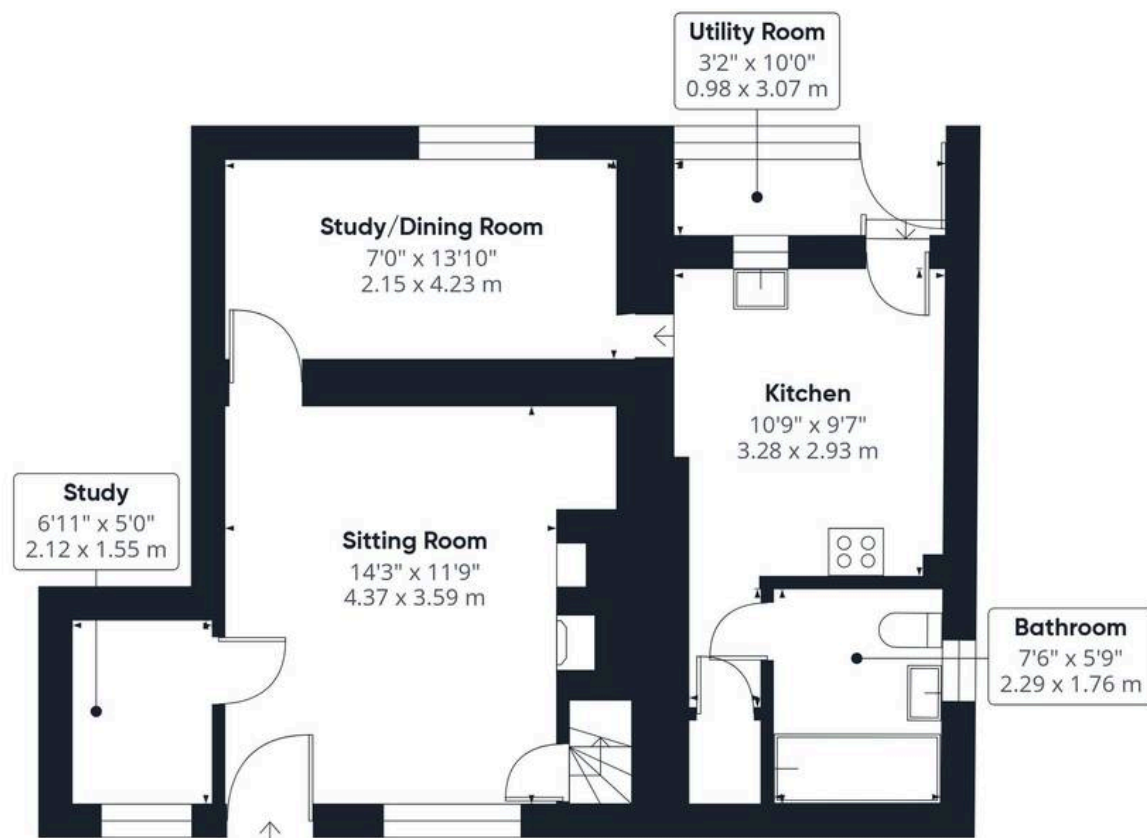 Utility Room
3'2" x 10'0"
0.98 x 3.07 m
Study/Dining Room
7'0" x 13'10"
2.15 x 4.23 m
Kitchen
10'9" x 9'7"
3.28 x 2.93 m
Study
6'11" x 5'0"
2.12 x 1.55 m
Sitting Room
14'3" x 11'9"
4.37 x 3.59 m
Bathroom
7'6" x 5'9"
2.29 x 1.76 m